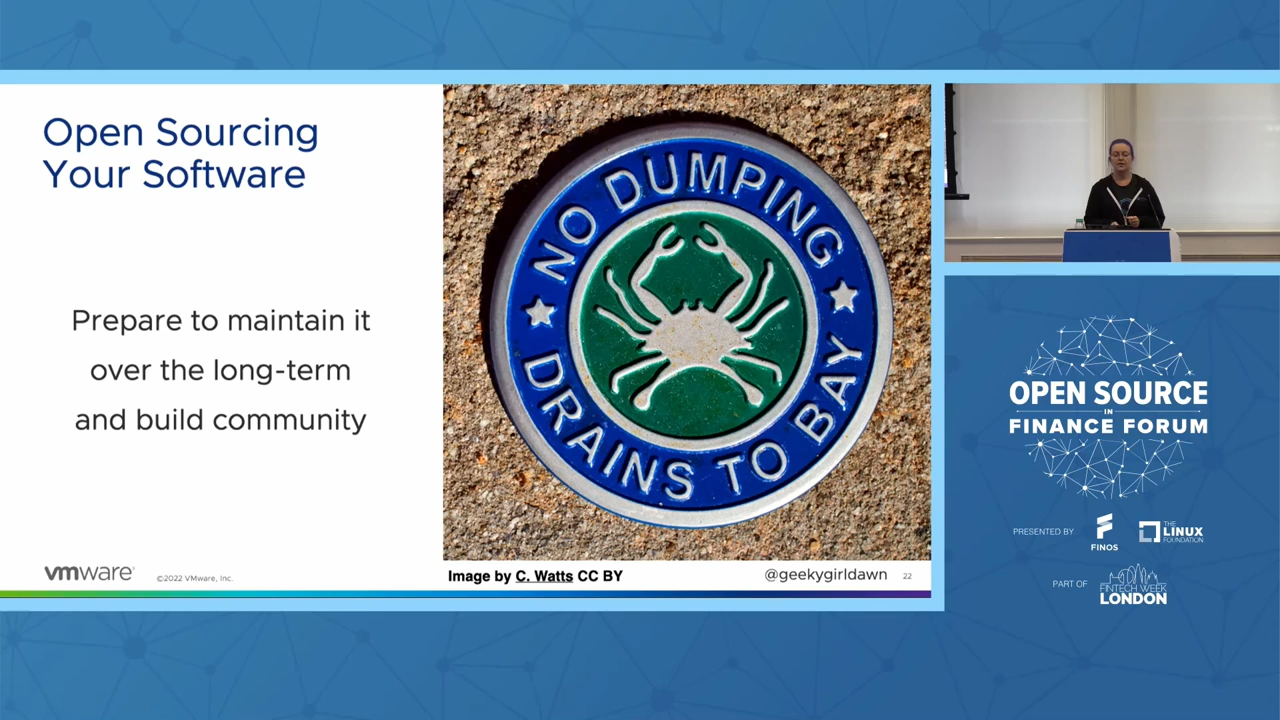 Open Sourcing
Your Software
Prepare to maintain it
over the long-term
and build community
NO DUMPING
DRAINS TO BAY
vmware
©2022 VMware, Inc.
Image by C. Watts CC BY
@geekygirldawn
22
OPEN SOURCE
IN
FINANCE FORUM
PRESENTED BY
FINOS
THE
LINUX
FOUNDATION
PART OF
FINTECH WEEK
LONDON